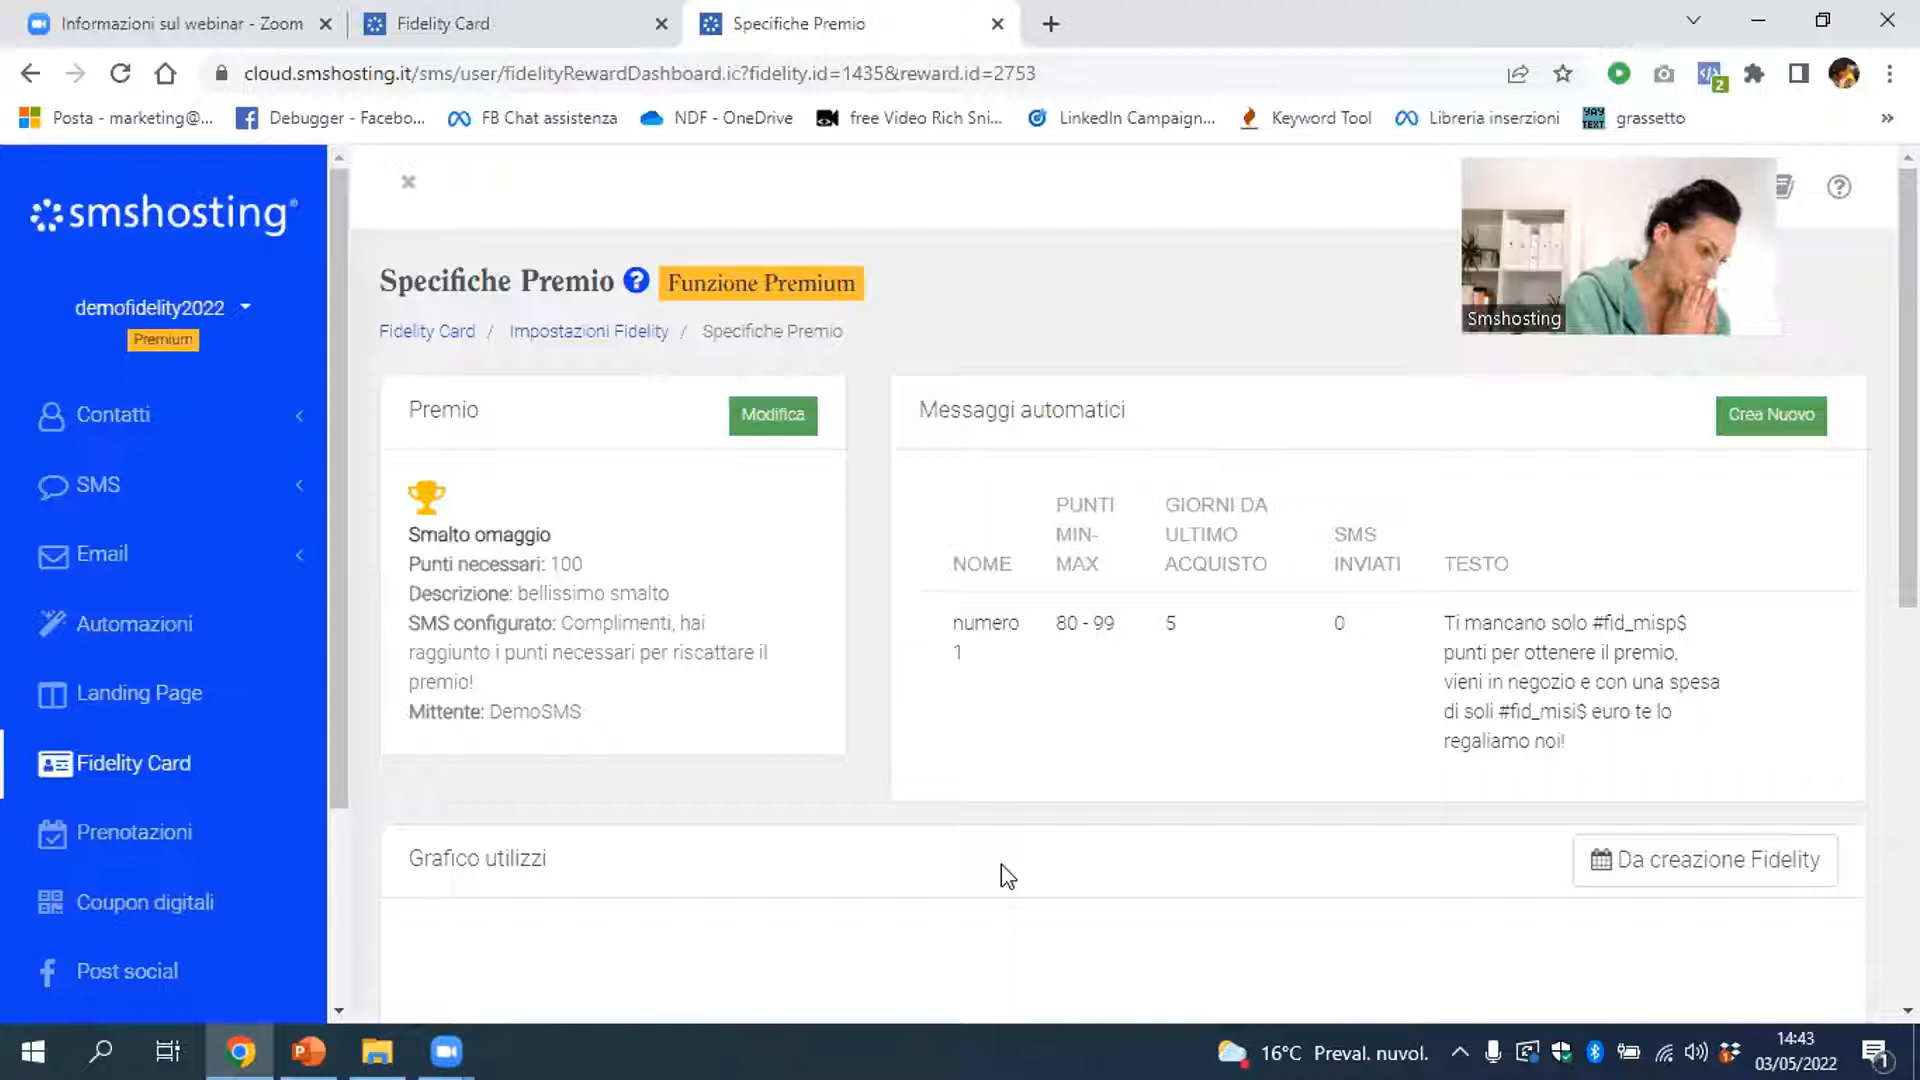 Informazioni sul webinar - Zoom
Fidelity Card
Specifiche Premio
cloud.smshosting.it/sms/user/fidelityRewardDashboard.ic?fidelity.id=1435&reward.id=2753
2
Posta - marketing@...
Debugger - Facebo...
FB Chat assistenza
NDF - OneDrive
free Video Rich Sni...
LinkedIn Campaign...
Keyword Tool
Libreria inserzioni
YAY TEXT
grassetto
smshosting®
demofidelity2022
Premium
Contatti
SMS
Email
Automazioni
Landing Page
Fidelity Card
Prenotazioni
Coupon digitali
Post social
Specifiche Premio
Funzione Premium
Fidelity Card / Impostazioni Fidelity / Specifiche Premio
Smshosting
Premio
Modifica
Smalto omaggio
Punti necessari: 100
Descrizione: bellissimo smalto
SMS configurato: Complimenti, hai
raggiunto i punti necessari per riscattare il
premio!
Mittente: DemoSMS
Messaggi automatici
Crea Nuovo
NOME
PUNTI
MIN-
MAX
GIORNI DA
ULTIMO
ACQUISTO
SMS
INVIATI
TESTO
numero
1
80 - 99
5
0
Ti mancano solo #fid_misp$
punti per ottenere il premio,
vieni in negozio e con una spesa
di soli #fid_misi$ euro te lo
regaliamo noi!
Grafico utilizzi
Da creazione Fidelity
16°C Preval. nuvol.
14:43
03/05/2022
1